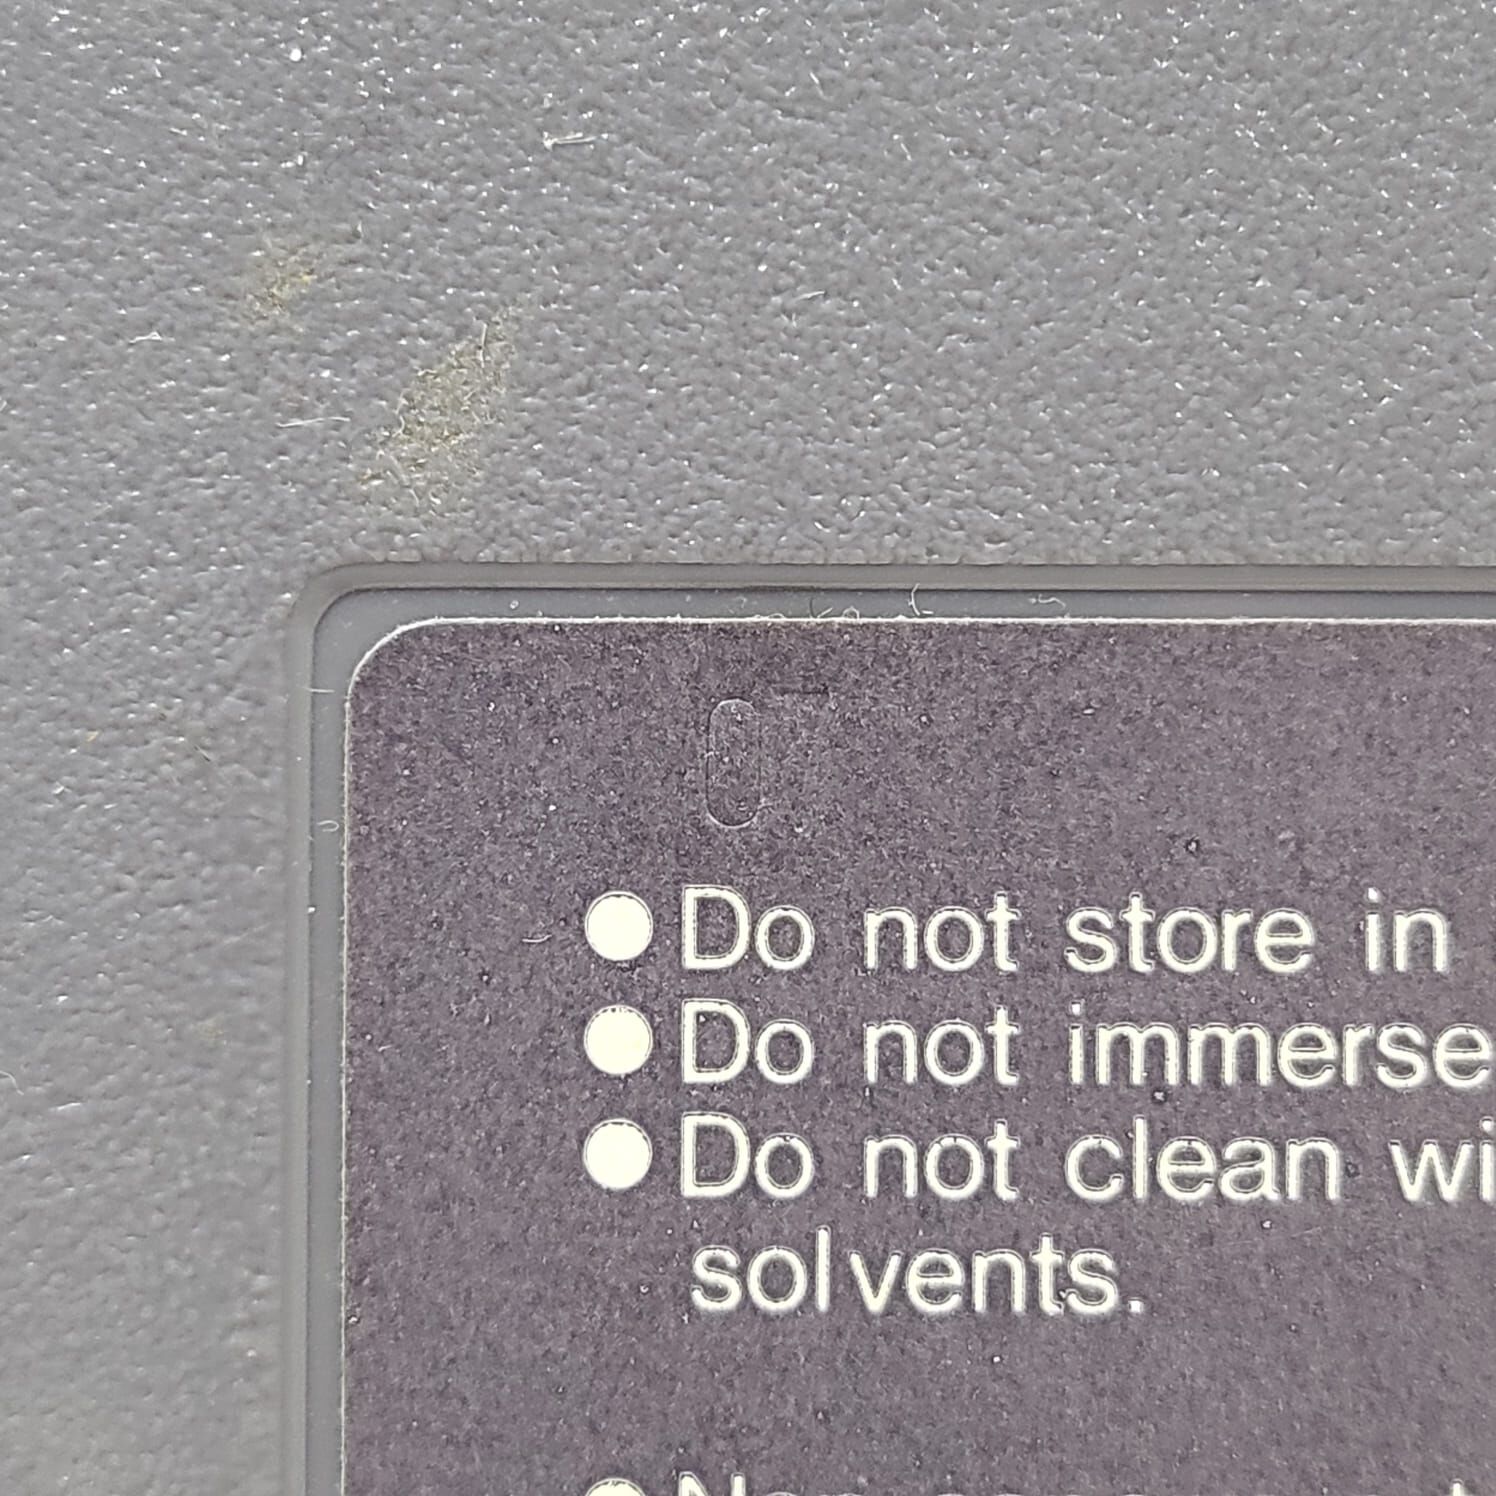 ● Do not store in
● Do not immerse
● Do not clean wi
solvents.